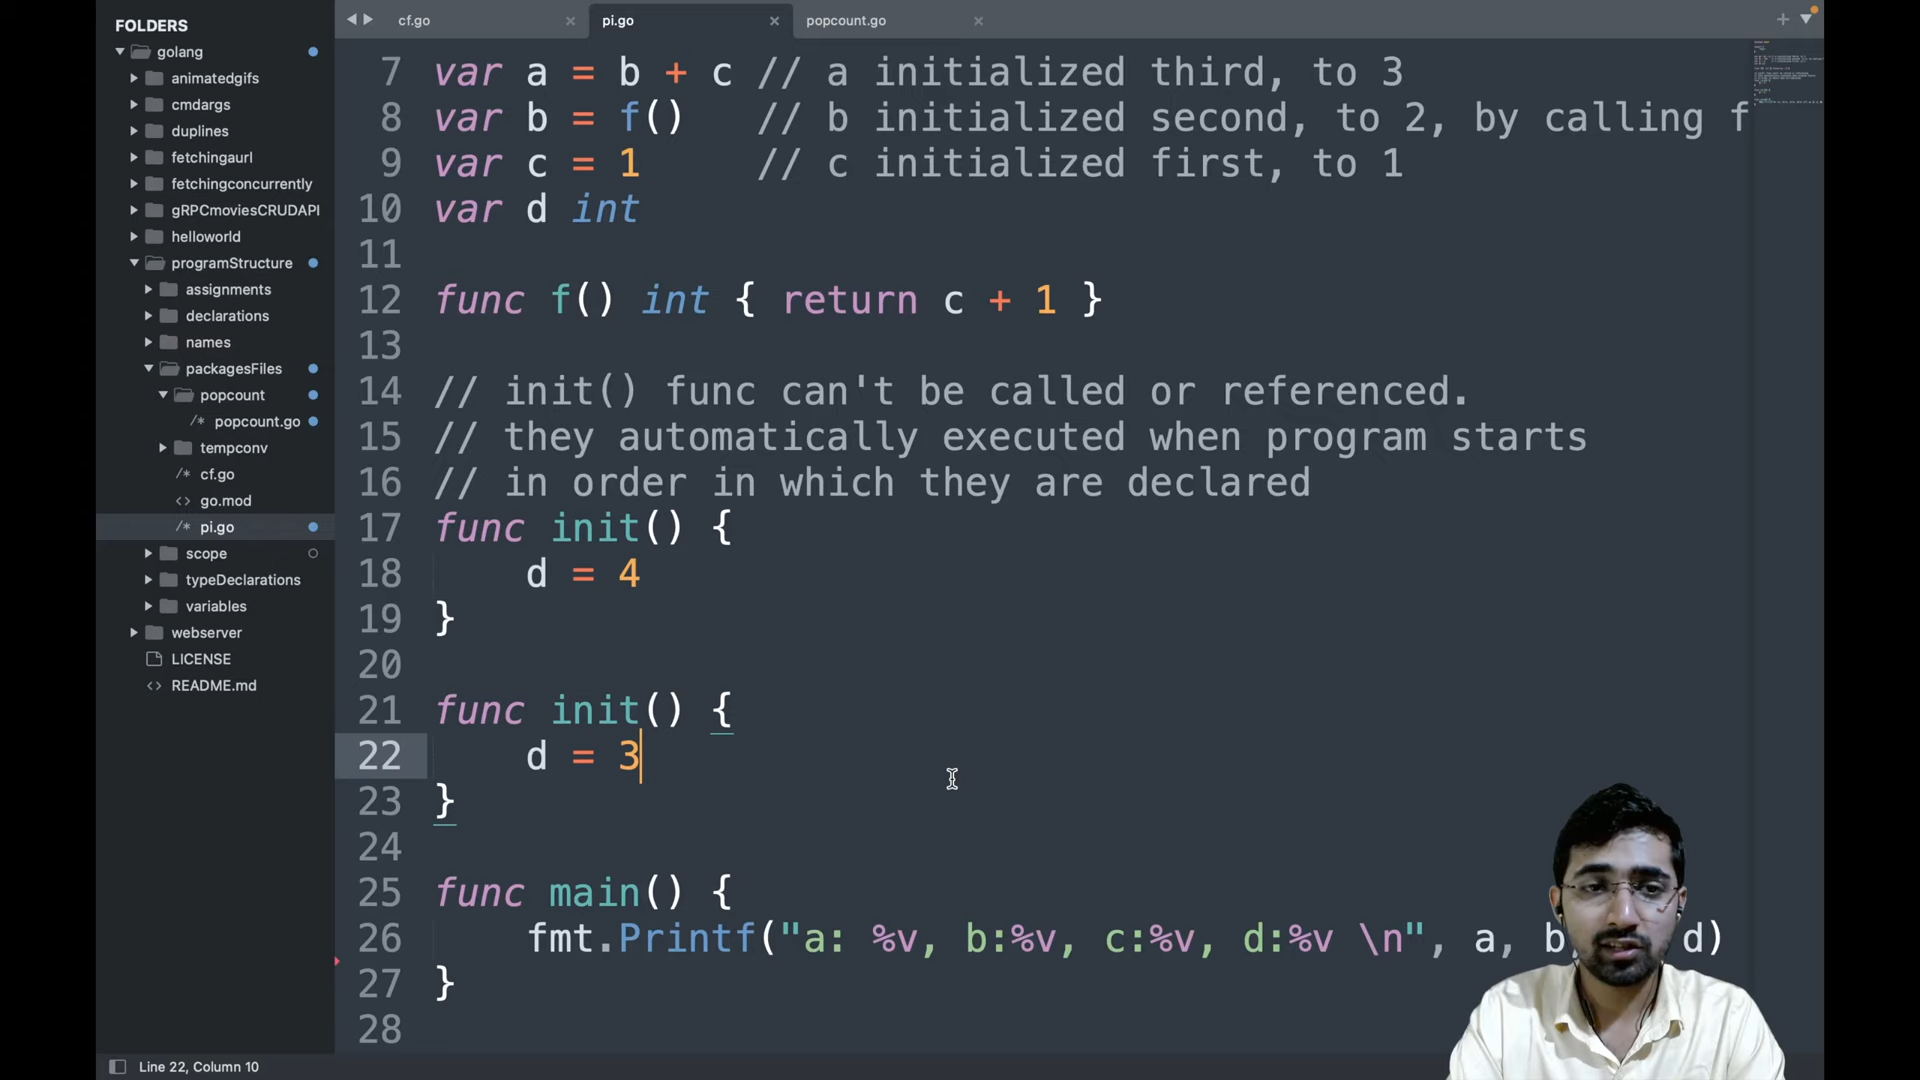 FOLDERS
golang
animatedgifs
cmdargs
duplines
fetchingaurl
fetchingconcurrently
gRPCmoviesCRUDAPI
helloworld
programStructure
assignments
declarations
names
packagesFiles
popcount
/* popcount.go
tempconv
/* cf.go
<> go.mod
/* pi.go
scope
typeDeclarations
variables
webserver
LICENSE
<> README.md
cf.go
pi.go
popcount.go
7 var a = b + c // a initialized third, to 3
8 var b = f() // b initialized second, to 2, by calling f
9 var c = 1 // c initialized first, to 1
10 var d int
11
12 func f() int { return c + 1 }
13
14 // init() func can't be called or referenced.
15 // they automatically executed when program starts
16 // in order in which they are declared
17 func init() {
18 d = 4
19 }
20
21 func init() {
22 d = 3
23 }
24
25 func main() {
26 fmt.Printf("a: %v, b:%v, c:%v, d:%v \n", a, b, d)
27 }
28
Line 22, Column 10